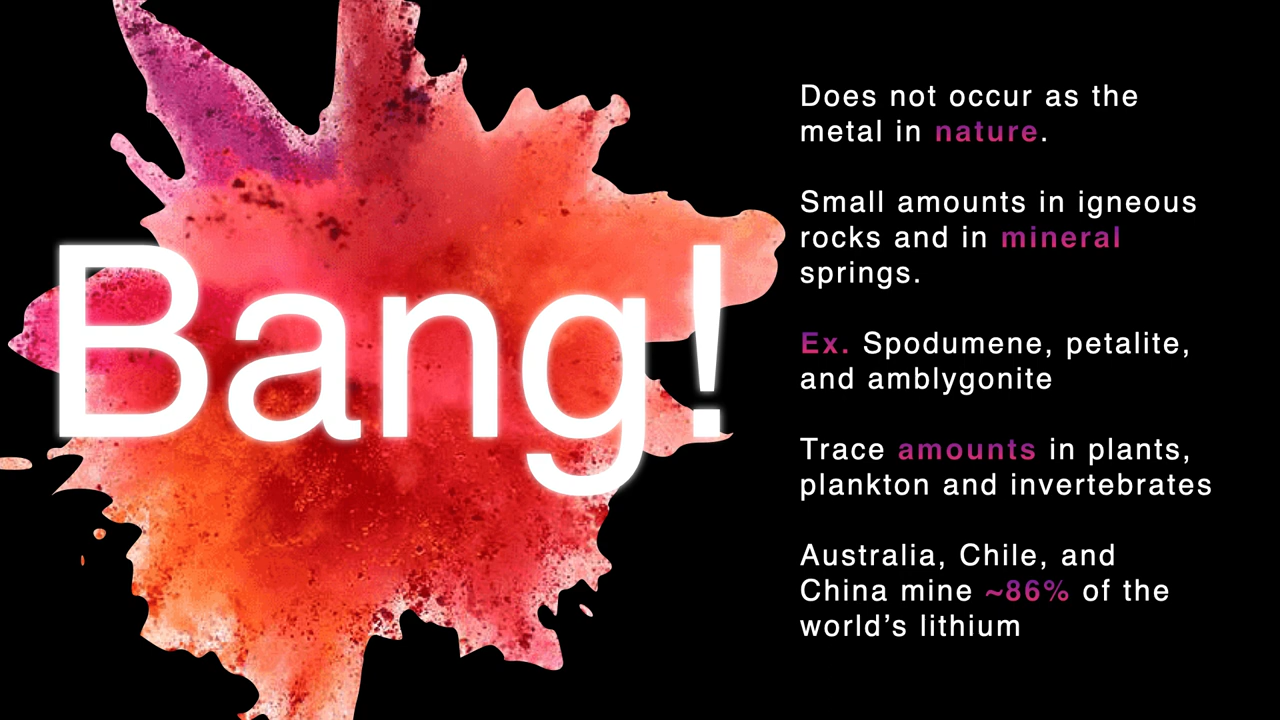 Bang!
Does not occur as the
metal in nature.
Small amounts in igneous
rocks and in mineral
springs.
Ex. Spodumene, petalite,
and amblygonite
Trace amounts in plants,
plankton and invertebrates
Australia, Chile, and
China mine ~86% of the
world’s lithium